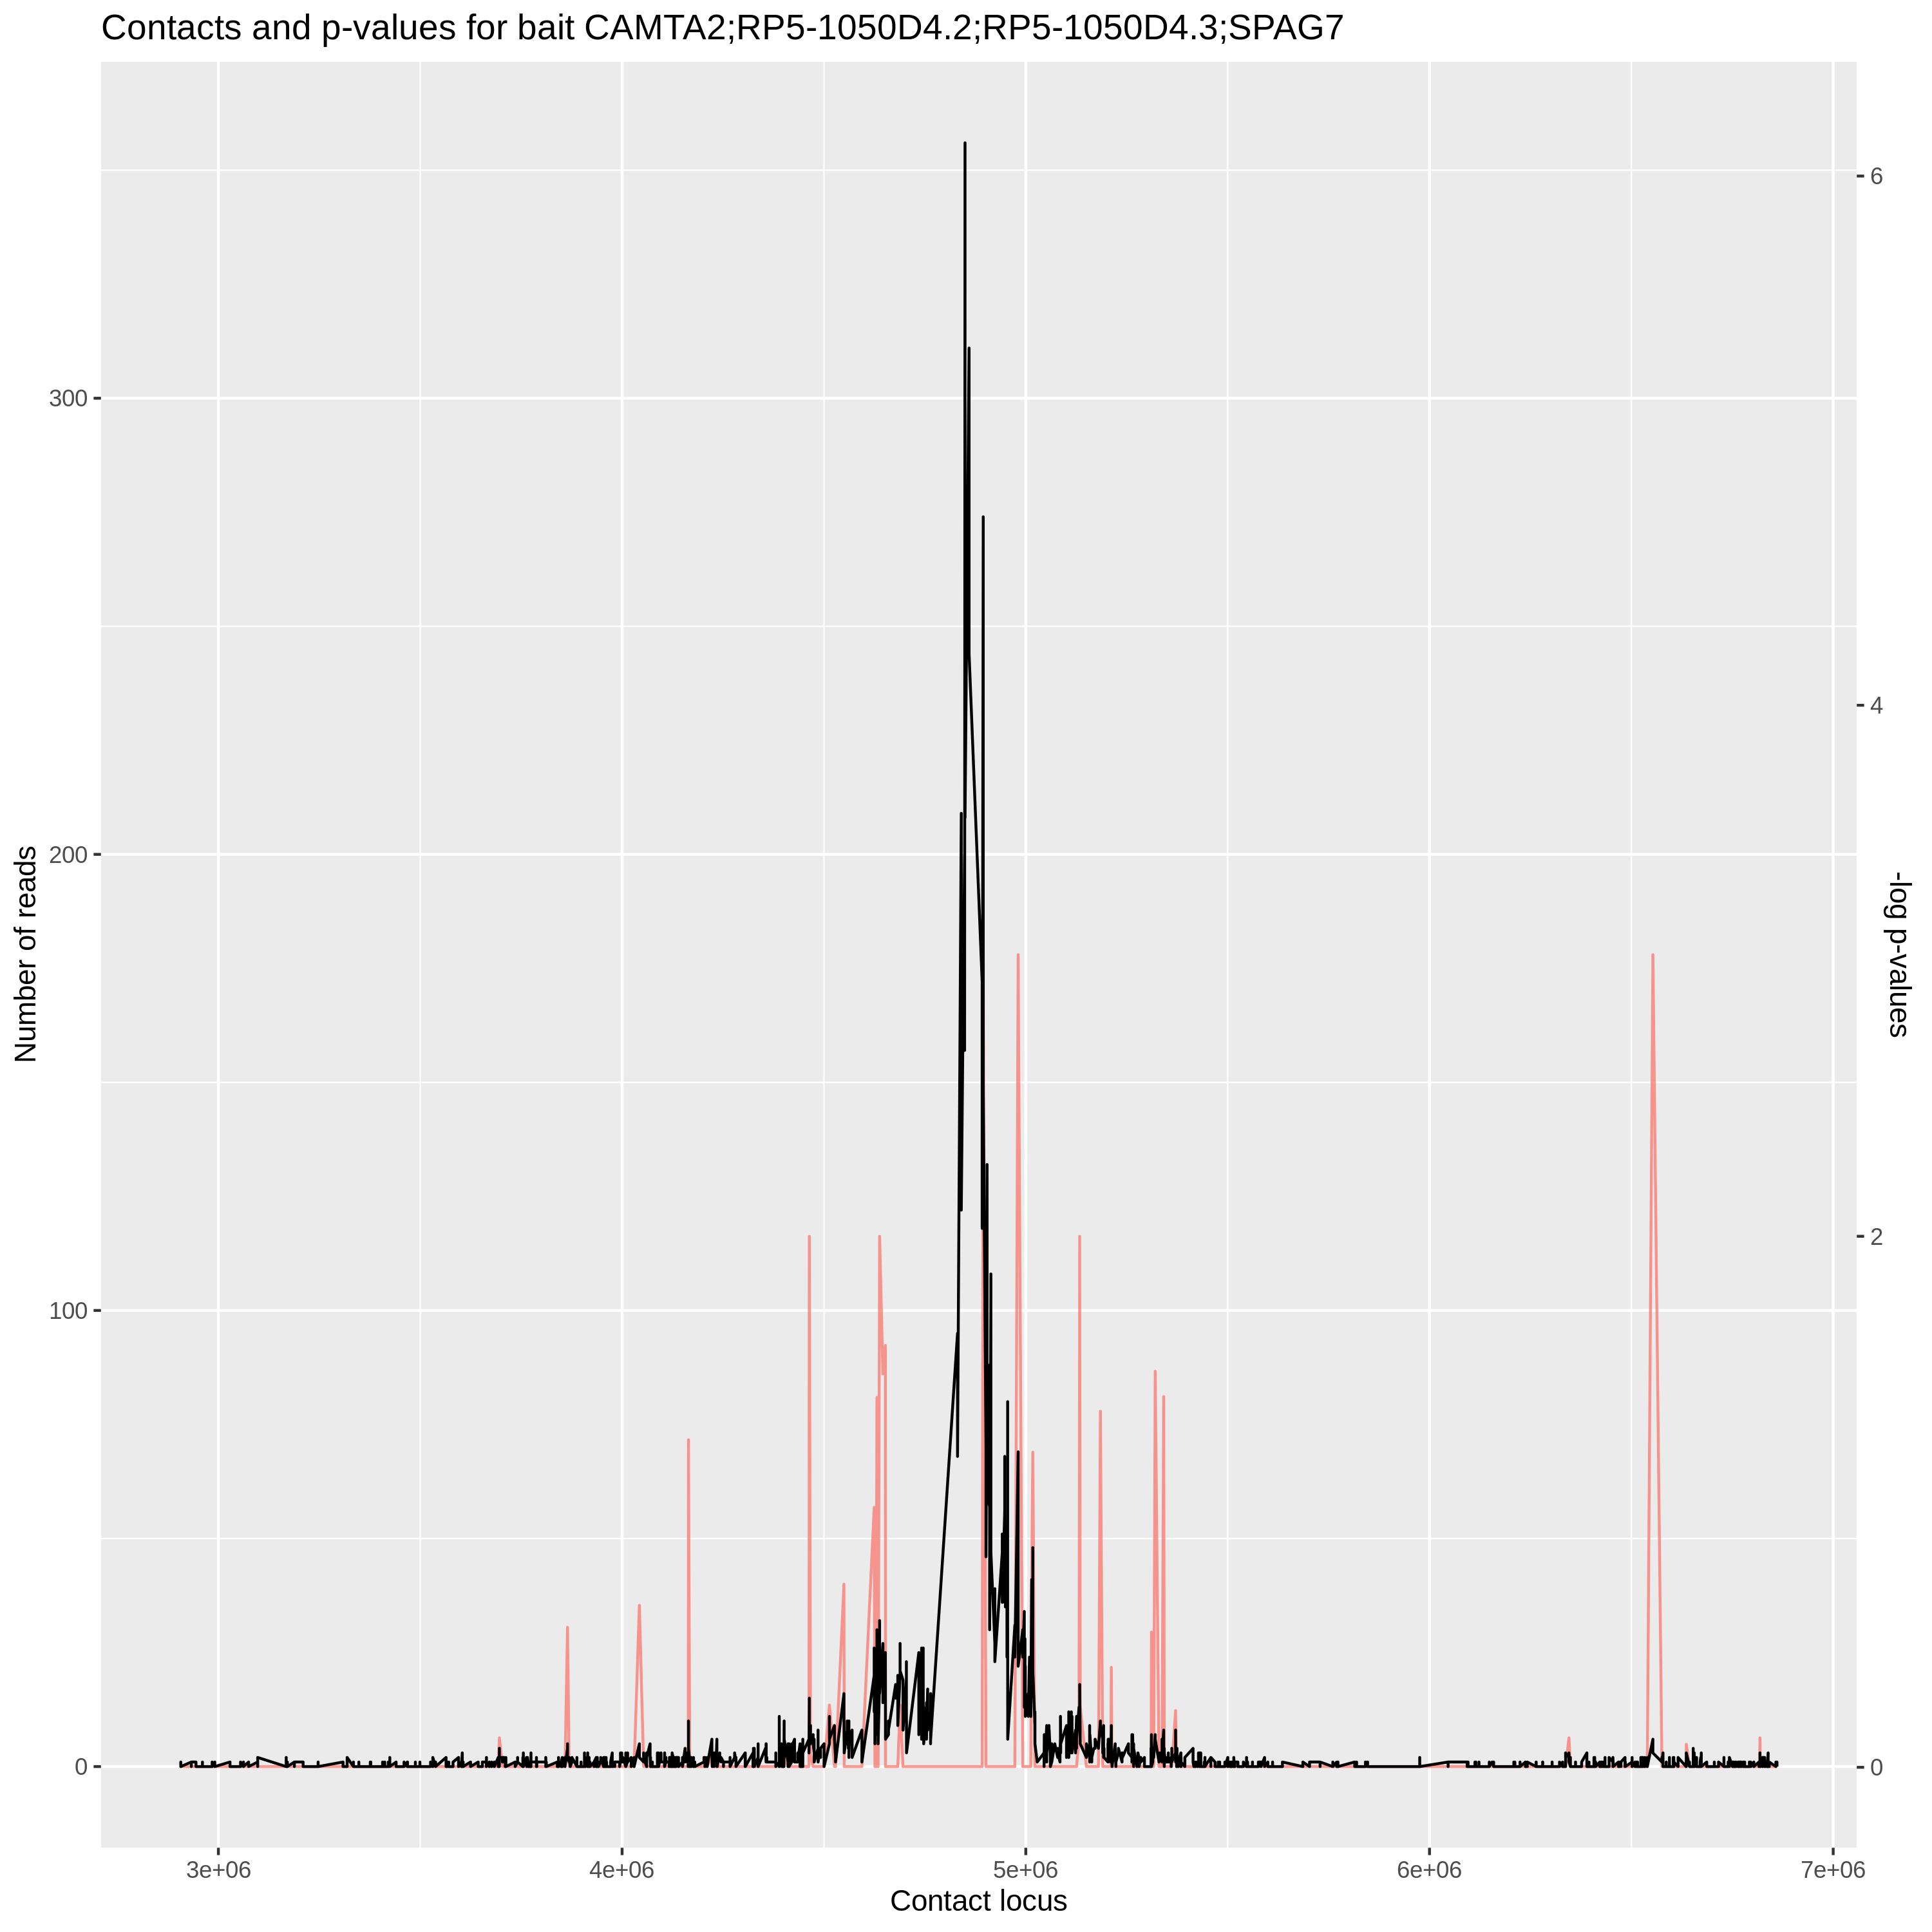 Contacts and p-values for bait CAMTA2;RP5-1050D4.2;RP5-1050D4.3;SPAG7
6
300
4
Number of reads
200
-log p-values
2
100
0
0
3e+06
4e+06
5e+06
6e+06
7e+06
Contact locus